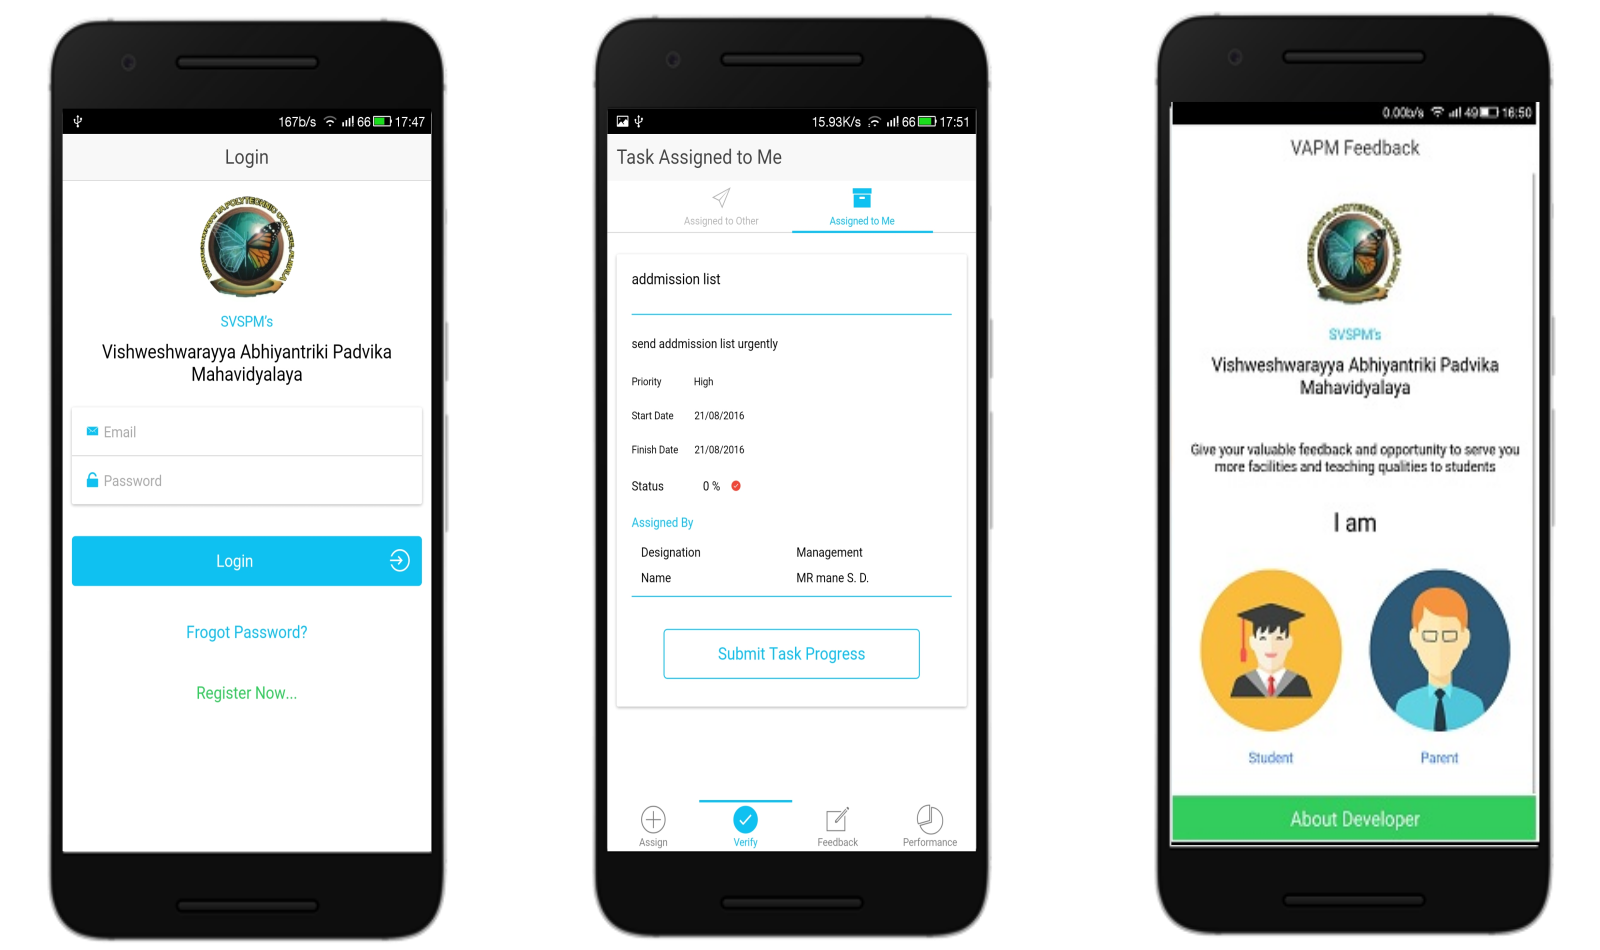 167b/s 66 17:47
Login
SVSPM's
Vishweshwarayya Abhiyantriki Padvika
Mahavidyalaya
Email
Password
Login
Frogot Password?
Register Now...
15.93K/s 66 17:51
Task Assigned to Me
Assigned to Other
Assigned to Me
addmission list
send addmission list urgently
Priority High
Start Date 21/08/2016
Finish Date 21/08/2016
Status 0 %
Assigned By
Designation Management
Name MR mane S. D.
Submit Task Progress
Assign
Verify
Feedback
Performance
0.00b/s 49 16:50
VAPM Feedback
SVSPM's
Vishweshwarayya Abhiyantriki Padvika
Mahavidyalaya
Give your valuable feedback and opportunity to serve you
more facilities and teaching qualities to students
I am
Student
Parent
About Developer